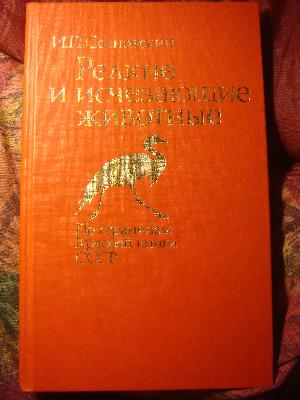 И.П.Сосновский
Редкие
и исчезающие
животные
По страницам
Красной книги
СССР